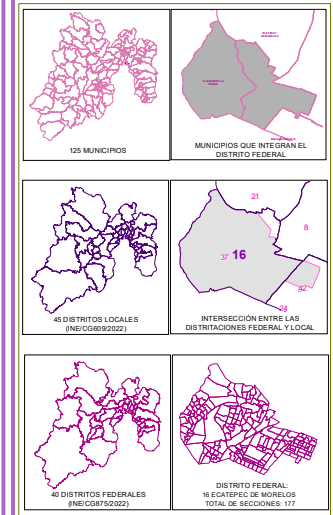 125 MUNICIPIOS
MUNICIPIOS QUE INTEGRAN EL
DISTRITO FEDERAL
21
8
37
16
42
24
45 DISTRITOS LOCALES
(INE/CG609/2022)
INTERSECCIÓN ENTRE LAS
DISTRITACIONES FEDERAL Y LOCAL
40 DISTRITOS FEDERALES
(INE/CG875/2022)
DISTRITO FEDERAL:
16 ECATEPEC DE MORELOS
TOTAL DE SECCIONES: 177